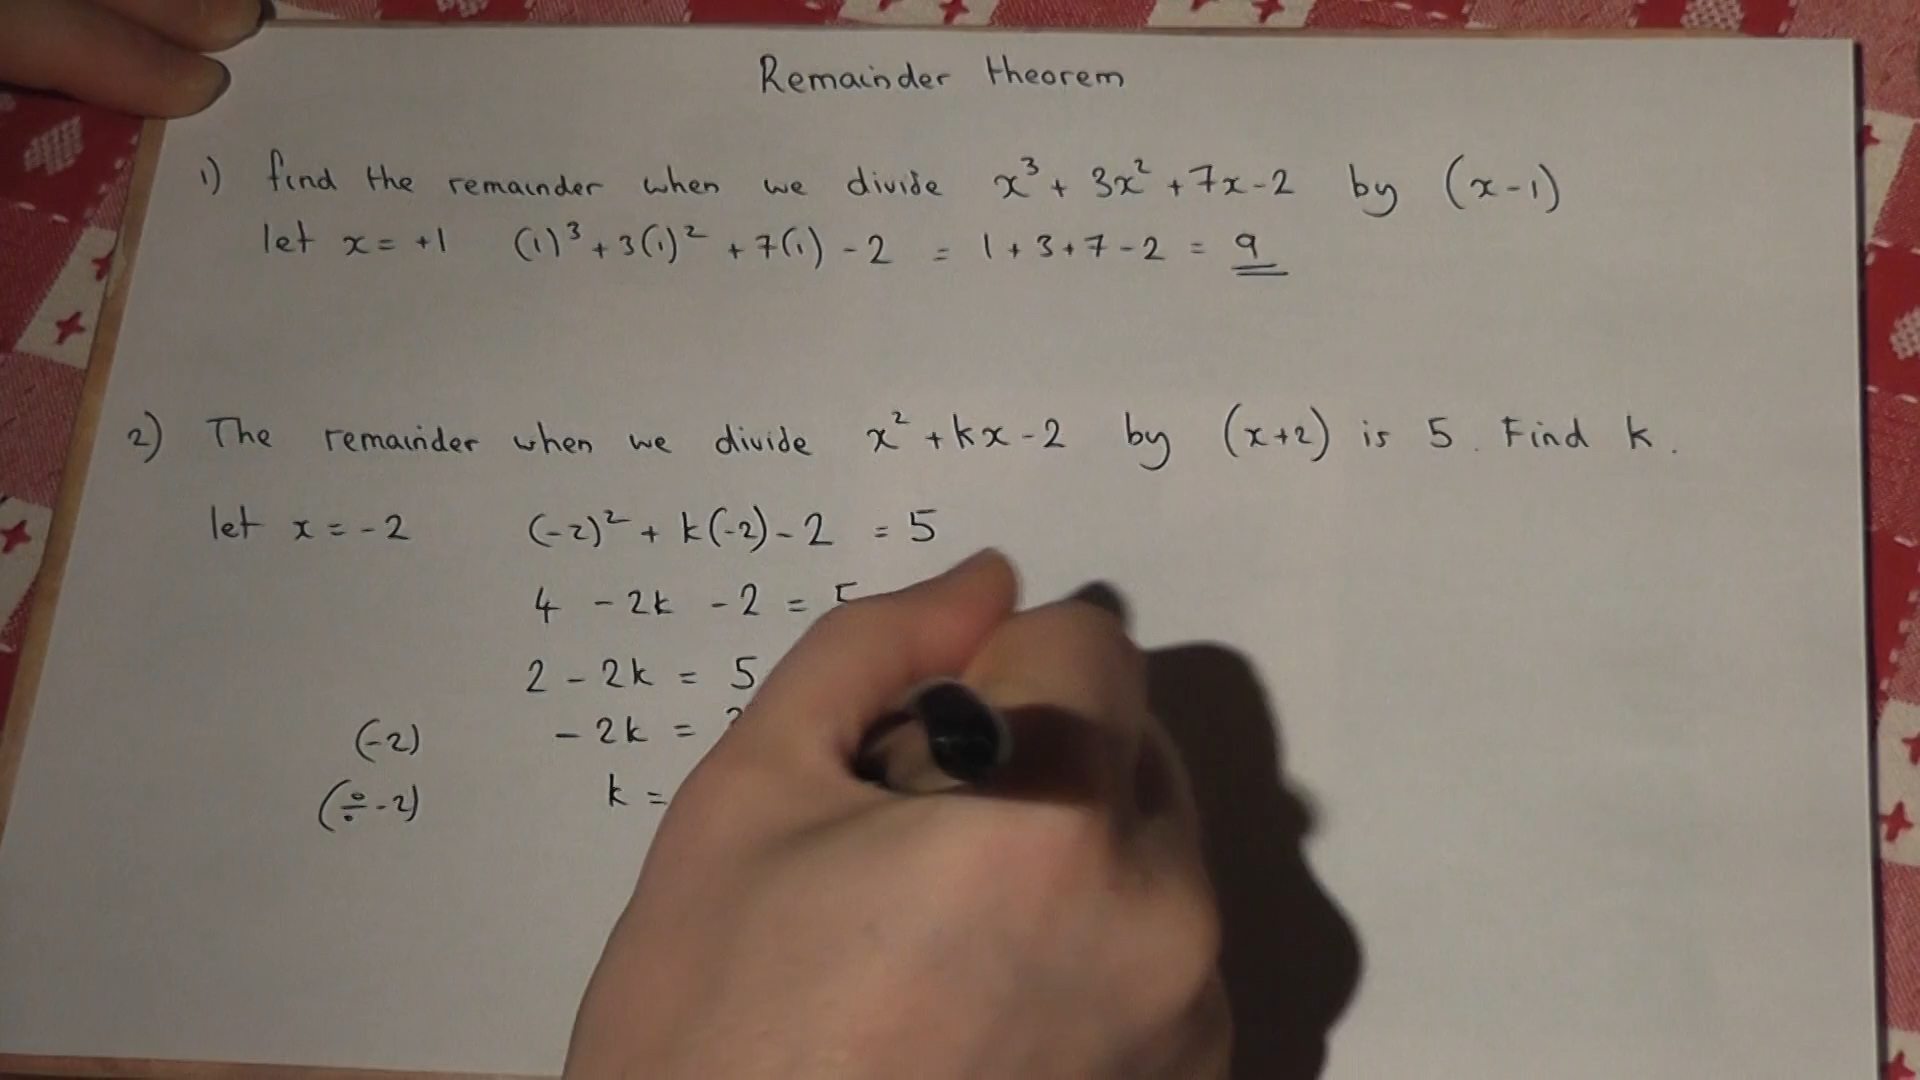 Remainder theorem
1) find the remainder when we divide x³ + 3x² + 7x - 2 by (x - 1)
let x = +1 (1)³ + 3(1)² + 7(1) - 2 = 1 + 3 + 7 - 2 = 9
2) The remainder when we divide x² + kx - 2 by (x+2) is 5. Find k.
let x = -2 (-2)² + k(-2) - 2 = 5
4 - 2k - 2 = 5
2 - 2k = 5
(-2) - 2k =
(÷ -2) k =